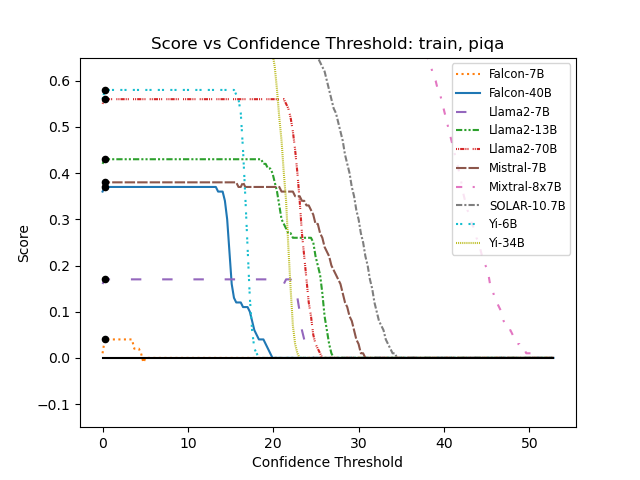 Score vs Confidence Threshold: train, piqa
Score
0.6
0.5
0.4
0.3
0.2
0.1
0.0
−0.1
0
10
20
30
40
50
Confidence Threshold
Falcon-7B
Falcon-40B
Llama2-7B
Llama2-13B
Llama2-70B
Mistral-7B
Mixtral-8x7B
SOLAR-10.7B
Yi-6B
Yi-34B